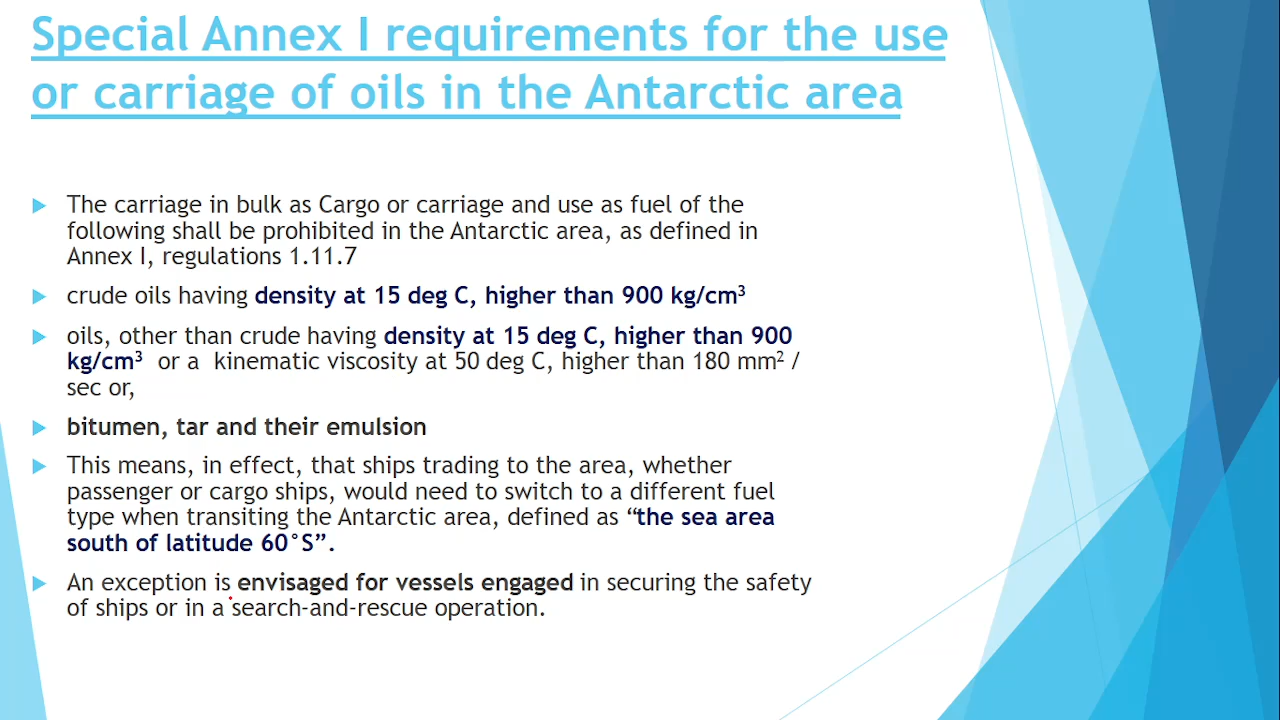 Special Annex I requirements for the use
or carriage of oils in the Antarctic area
The carriage in bulk as Cargo or carriage and use as fuel of the
following shall be prohibited in the Antarctic area, as defined in
Annex I, regulations 1.11.7
crude oils having density at 15 deg C, higher than 900 kg/cm³
oils, other than crude having density at 15 deg C, higher than 900
kg/cm³ or a kinematic viscosity at 50 deg C, higher than 180 mm² /
sec or,
bitumen, tar and their emulsion
This means, in effect, that ships trading to the area, whether
passenger or cargo ships, would need to switch to a different fuel
type when transiting the Antarctic area, defined as “the sea area
south of latitude 60°S”.
An exception is envisaged for vessels engaged in securing the safety
of ships or in a search-and-rescue operation.